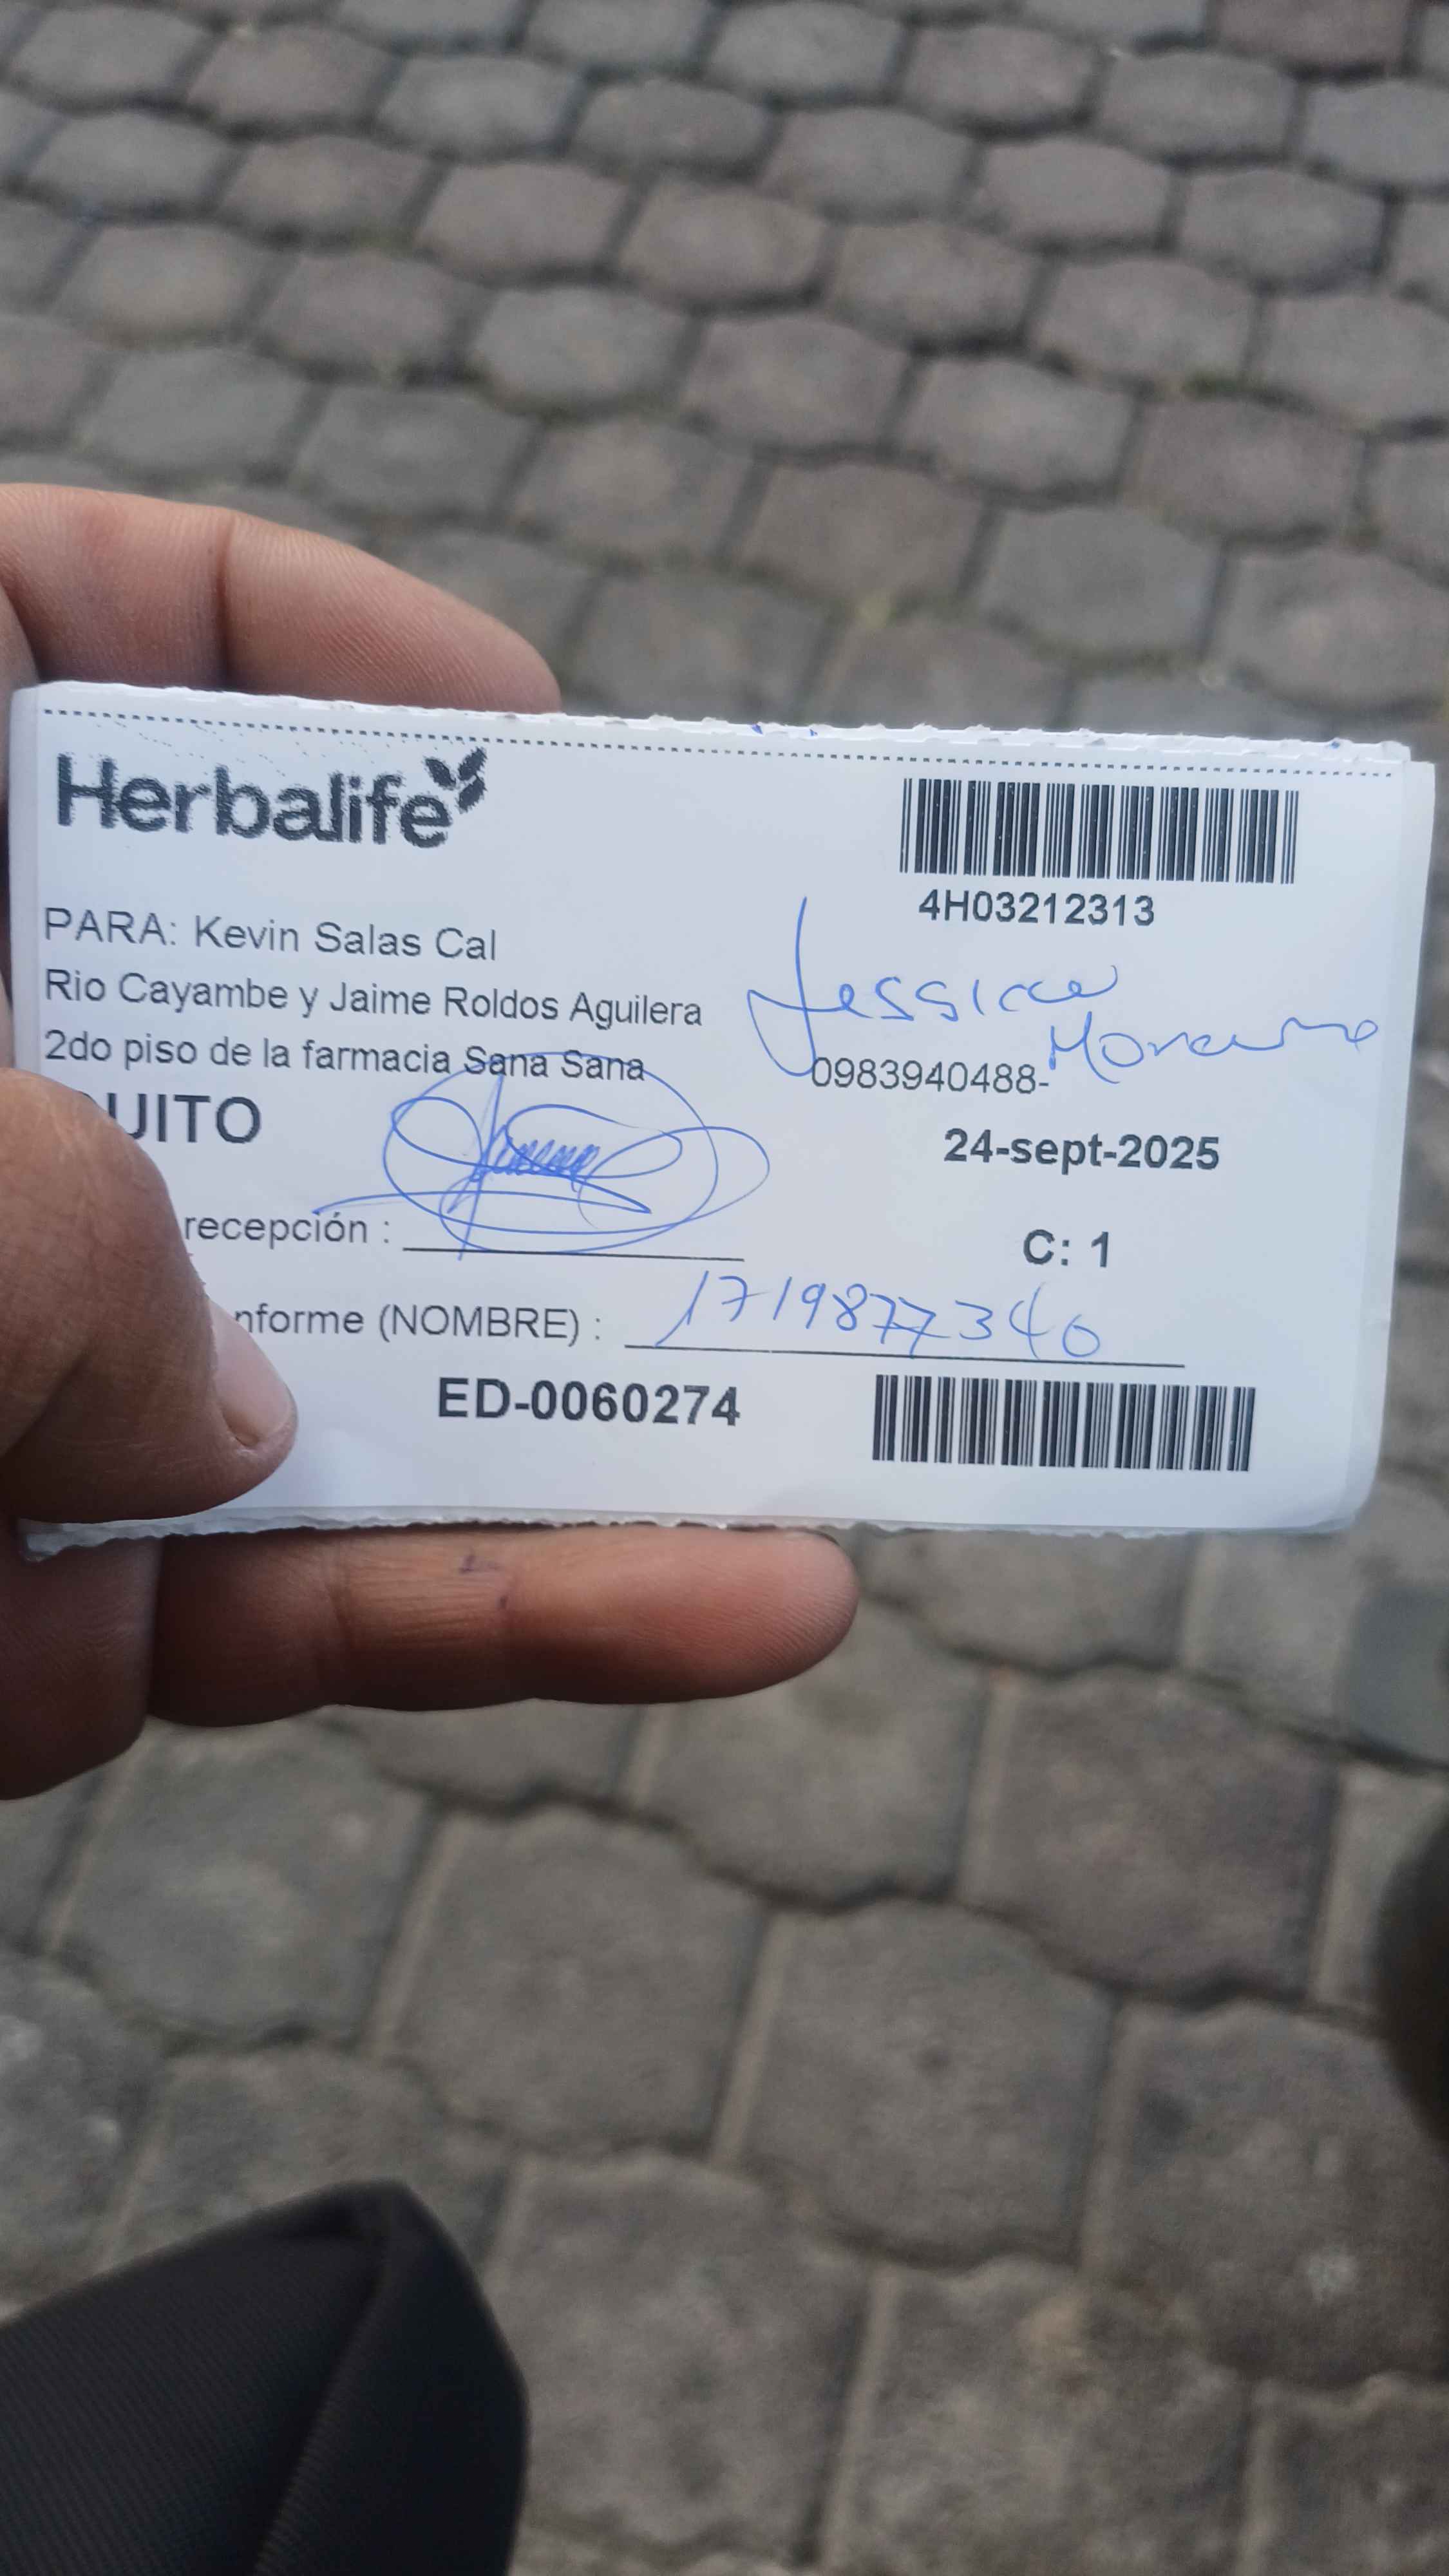 Herbalife
4H03212313
PARA: Kevin Salas Cal
Rio Cayambe y Jaime Roldos Aguilera
Jessica
2do piso de la farmacia Sana Sana
0983940488-
UITO
24-sept-2025
recepción :
C: 1
nforme (NOMBRE) : 1719877340
ED-0060274